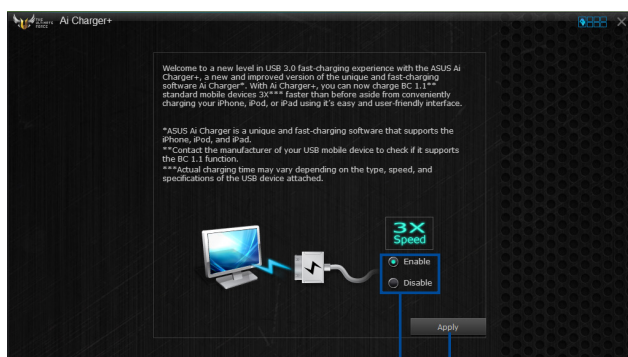 THE
ULTIMATE
FORCE
Ai Charger+
Welcome to a new level in USB 3.0 fast-charging experience with the ASUS Ai
Charger+, a new and improved version of the unique and fast-charging
software Ai Charger*. With Ai Charger+, you can now charge BC 1.1**
standard mobile devices 3X*** faster than before aside from conveniently
charging your iPhone, iPod, or iPad using it's easy and user-friendly interface.
*ASUS Ai Charger is a unique and fast-charging software that supports the
iPhone, iPod, and iPad.
**Contact the manufacturer of your USB mobile device to check if it supports
the BC 1.1 function.
***Actual charging time may vary depending on the type, speed, and
specifications of the USB device attached.
3X
Speed
Enable
Disable
Apply